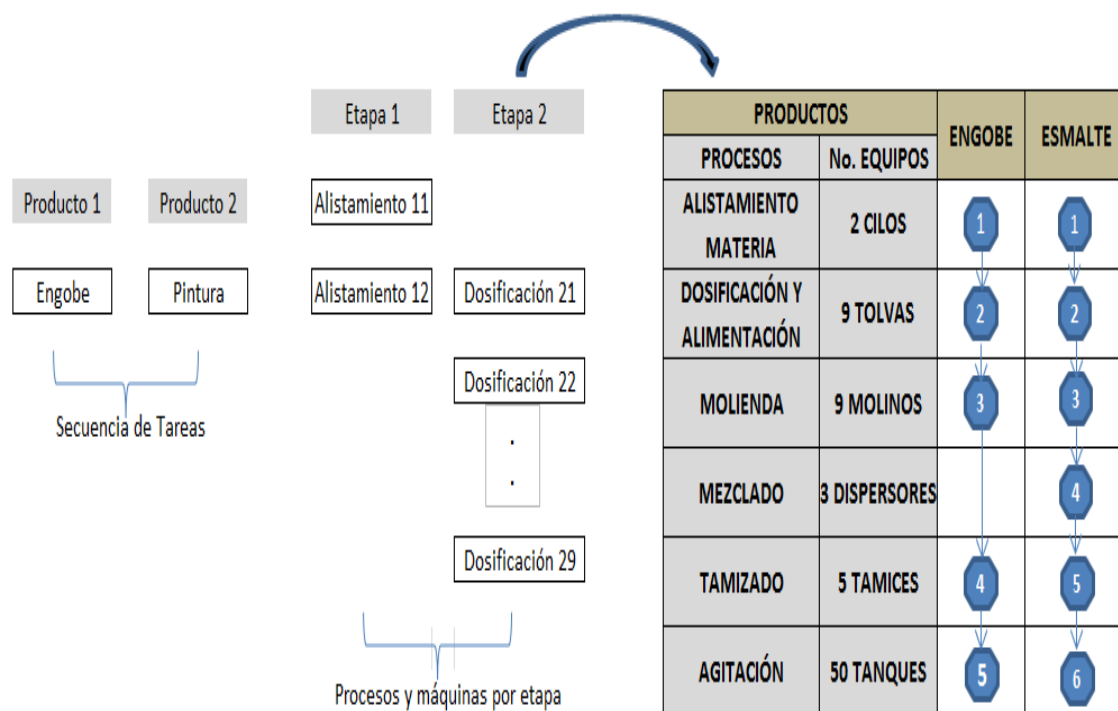 Etapa 1
Etapa 2
Producto 1
Producto 2
Alistamiento 11
Engobe
Pintura
Alistamiento 12
Dosificación 21
Dosificación 22
.
.
Dosificación 29
Secuencia de Tareas
Procesos y máquinas por etapa
PRODUCTOS
ENGOBE
ESMALTE
PROCESOS
No. EQUIPOS
ALISTAMIENTO
MATERIA
2 CILOS
1
1
DOSIFICACIÓN Y
ALIMENTACIÓN
9 TOLVAS
2
2
MOLIENDA
9 MOLINOS
3
3
MEZCLADO
3 DISPERSORES
4
TAMIZADO
5 TAMICES
4
5
AGITACIÓN
50 TANQUES
5
6